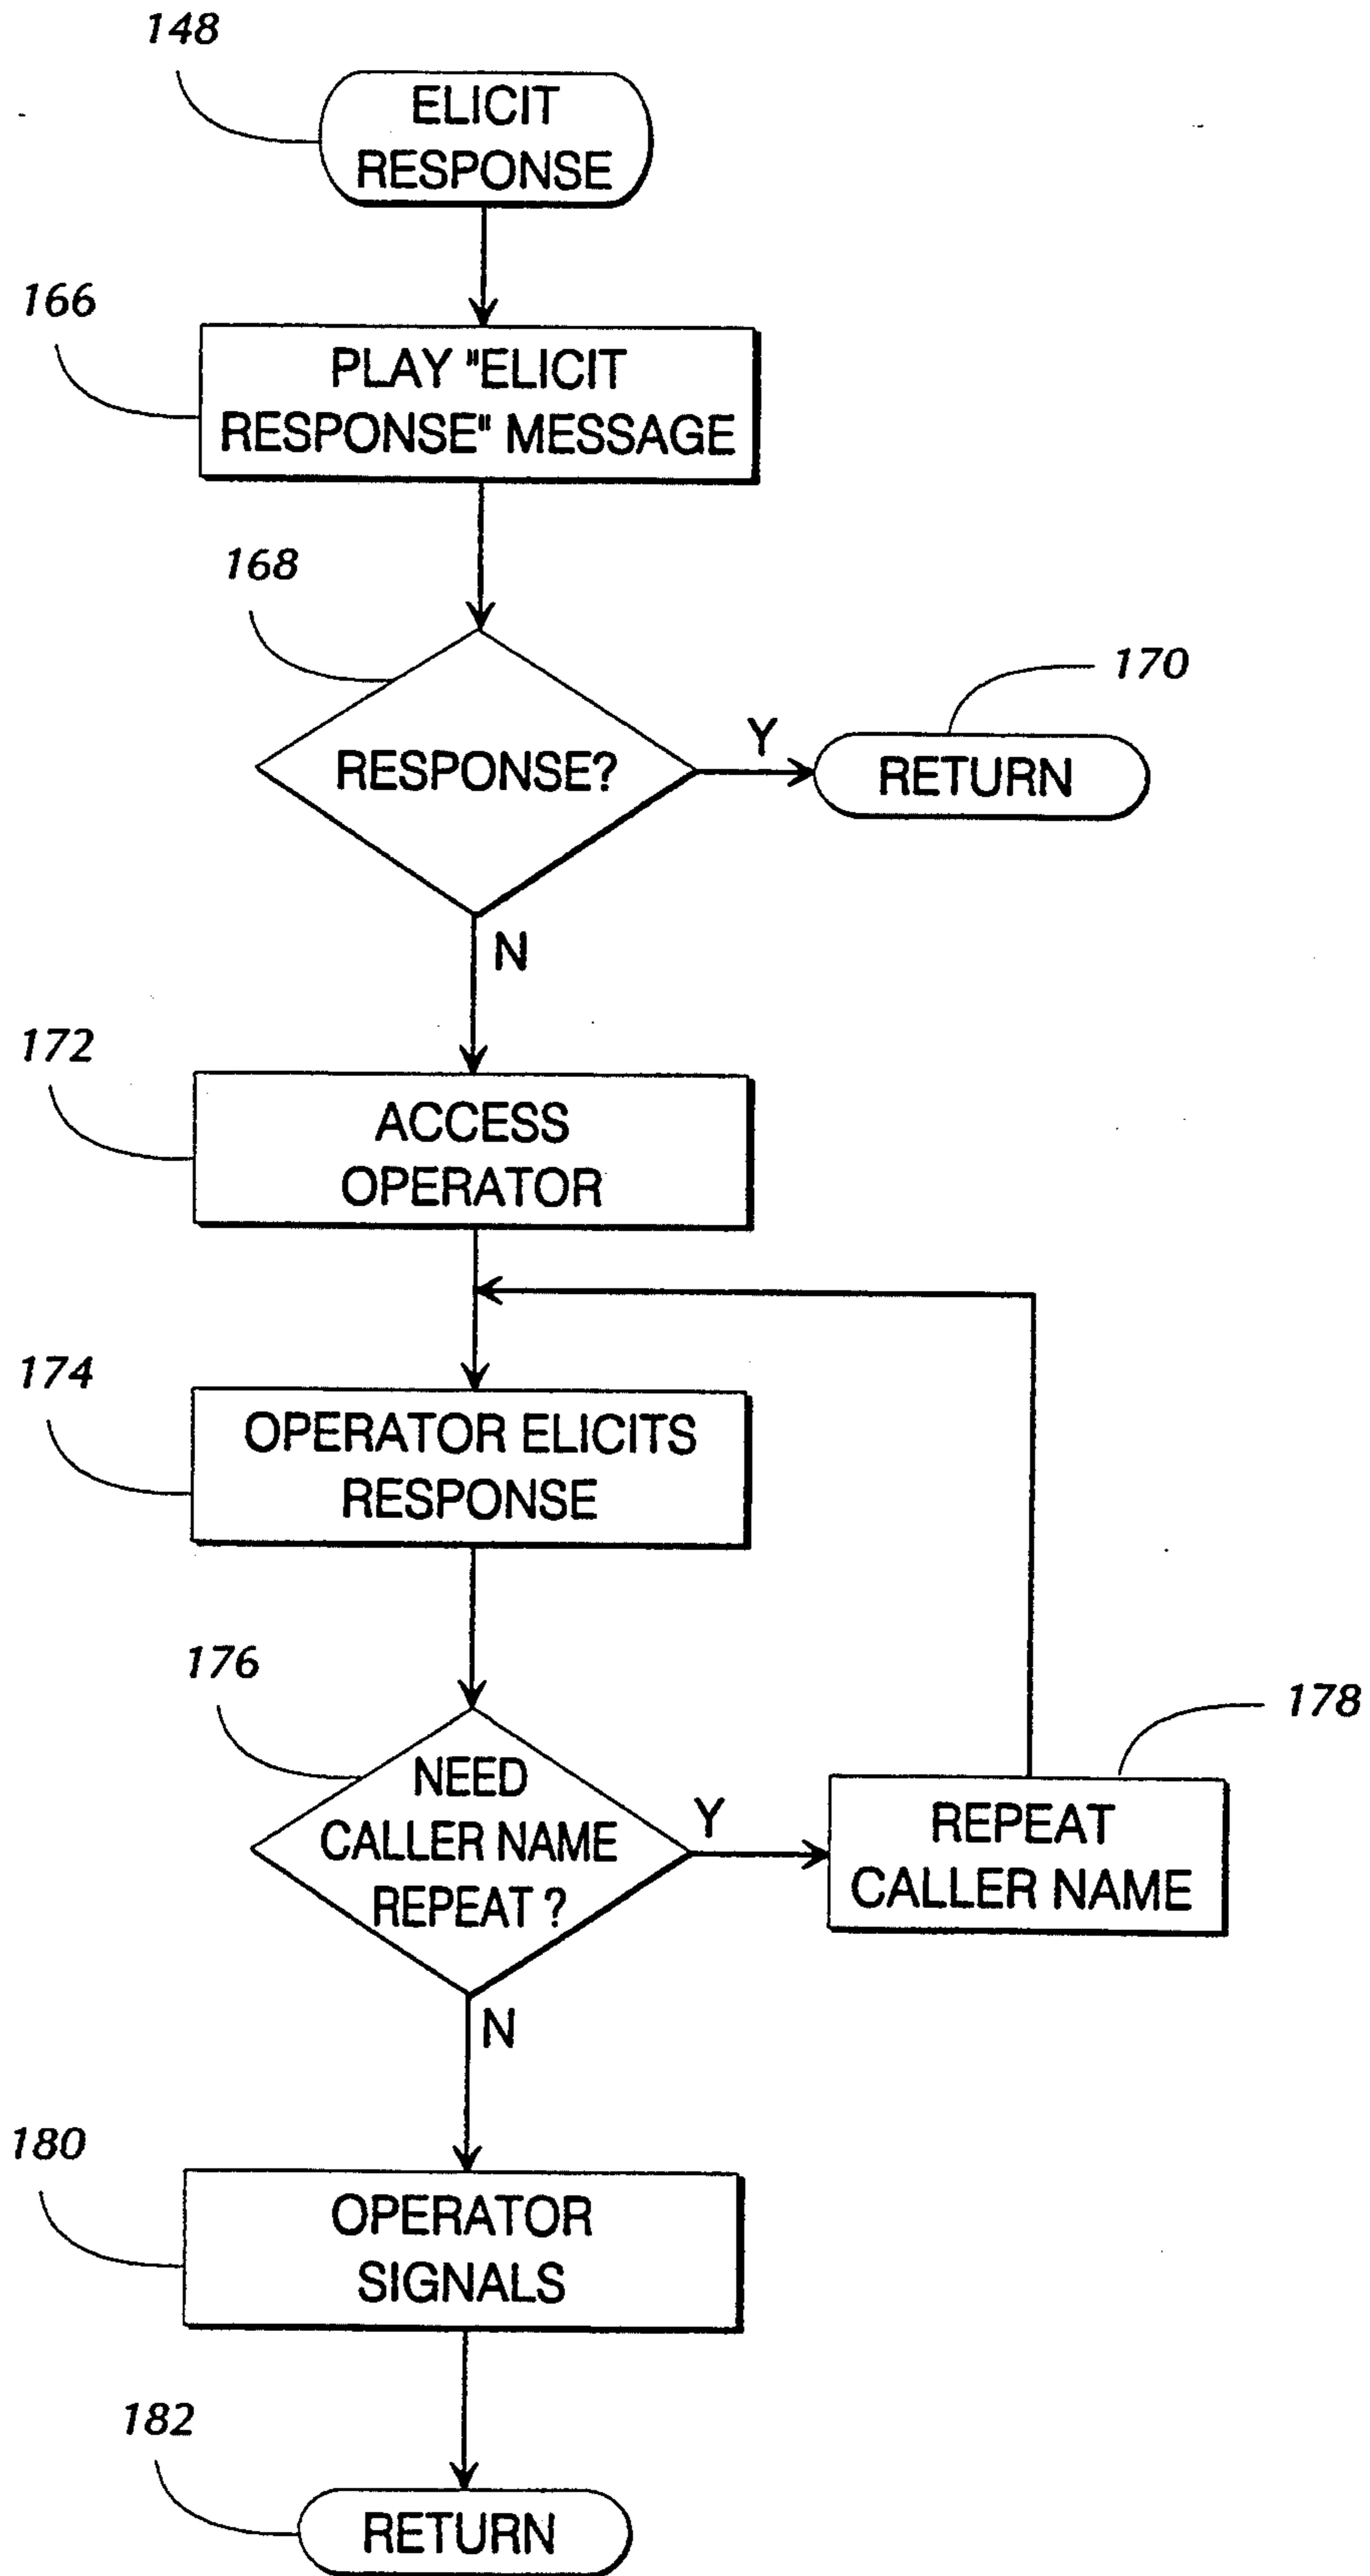 148
ELICIT
RESPONSE
166
PLAY "ELICIT
RESPONSE" MESSAGE
168
170
RESPONSE?
Y
RETURN
N
172
ACCESS
OPERATOR
174
OPERATOR ELICITS
RESPONSE
176
178
NEED
CALLER NAME
REPEAT ?
Y
REPEAT
CALLER NAME
N
180
OPERATOR
SIGNALS
182
RETURN